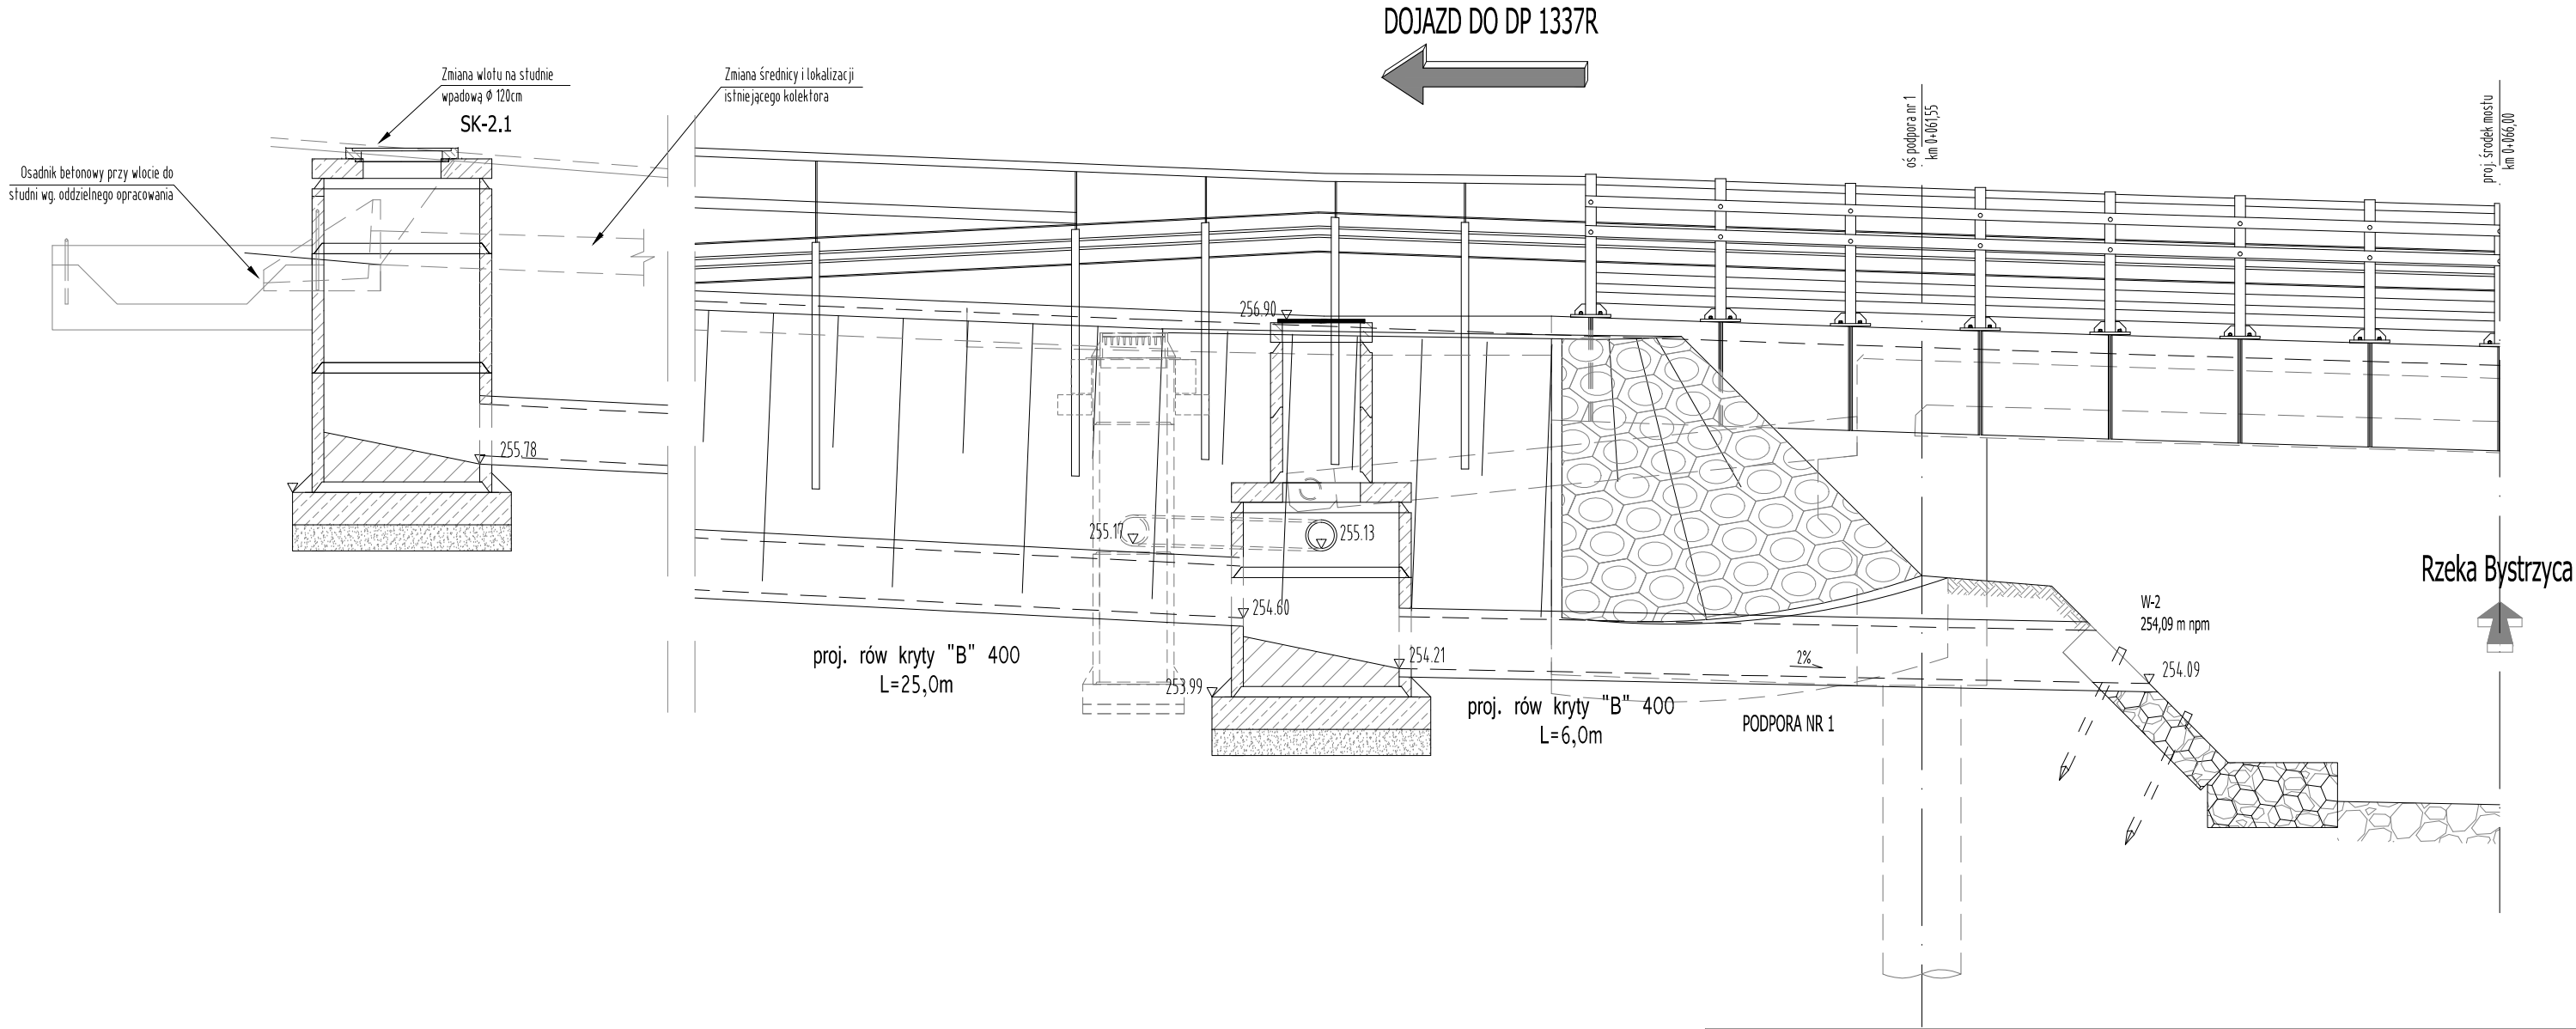 DOJAZD DO DP 1337R
Zmiana wlotu na studnie
wpadową ϕ 120cm
SK-2.1
Zmiana średnicy i lokalizacji
istniejącego kolektora
Osadnik betonowy przy wlocie do
studni wg. oddzielnego opracowania
oś podpora nr 1
km 0+061,55
proj. środek mostu
km 0+066,00
256.90
255.78
255.17
255.13
254.60
254.21
253.99
proj. rów kryty "B" 400
L=25,0m
proj. rów kryty "B" 400
L=6,0m
2%
PODPORA NR 1
W-2
254,09 m npm
254.09
Rzeka Bystrzyca